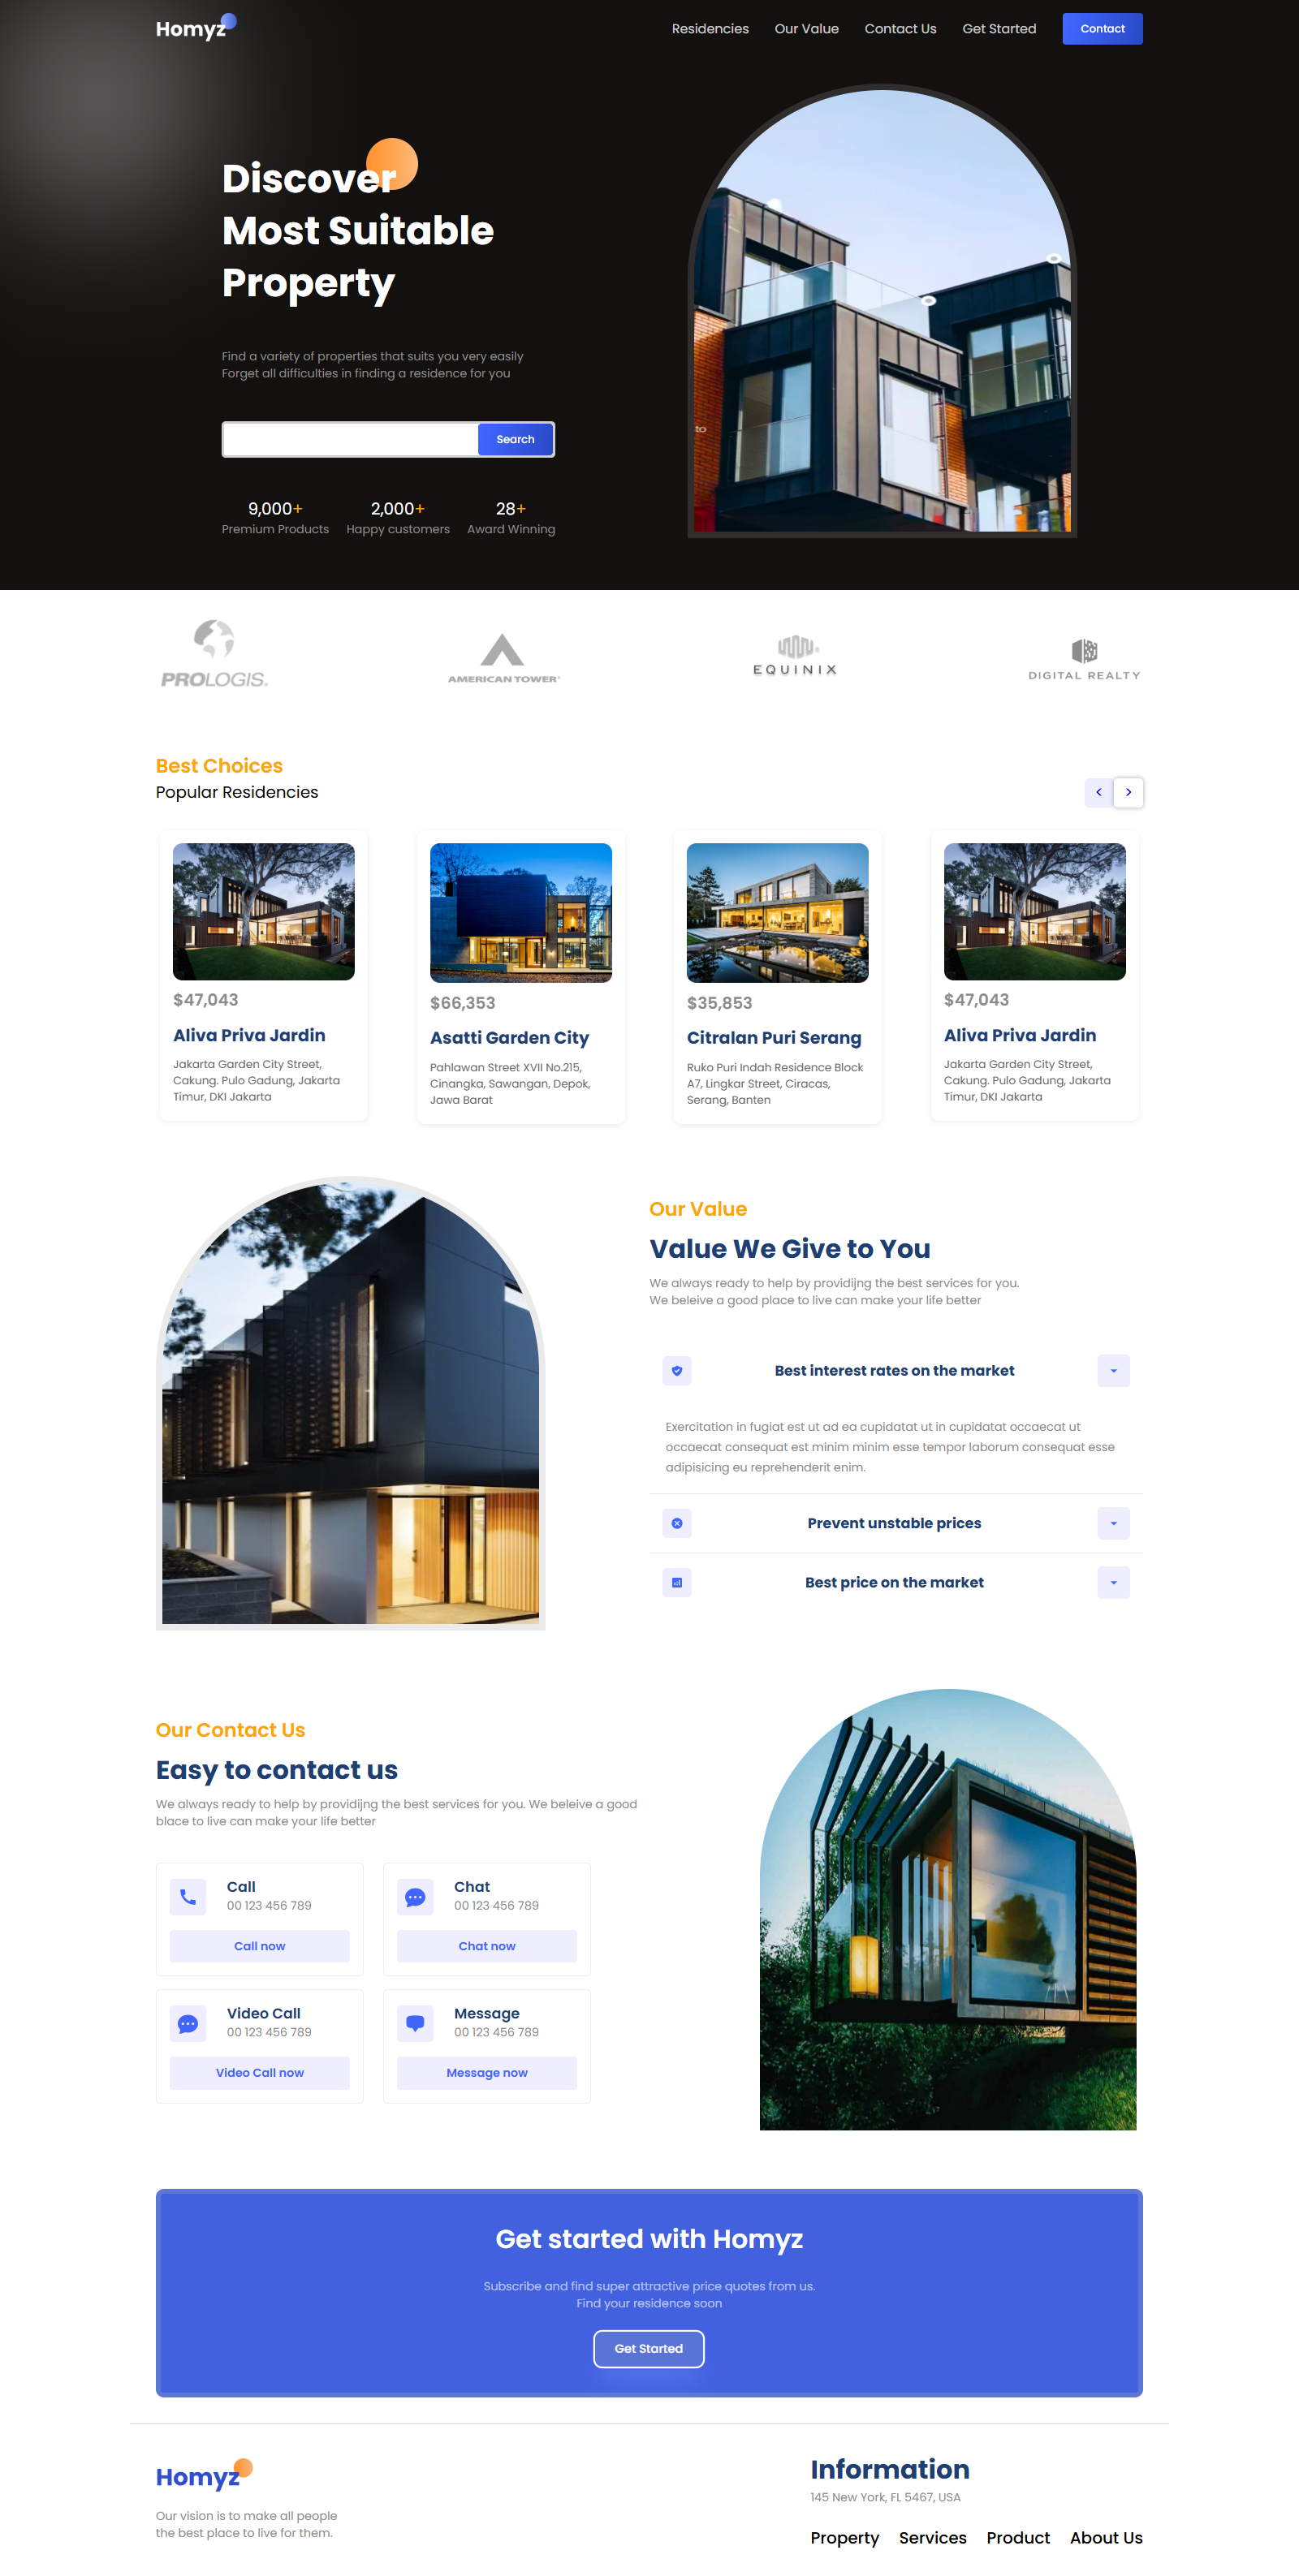 Homyz
Residencies Our Value Contact Us Get Started Contact
Discover
Most Suitable
Property
Find a variety of properties that suits you very easily
Forget all difficulties in finding a residence for you
to
Search
9,000+ 2,000+ 28+
Premium Products Happy customers Award Winning
PROLOGIS.
AMERICAN TOWER®
EQUINIX
DIGITAL REALTY
Best Choices
Popular Residencies
< >
$47,043
Aliva Priva Jardin
Jakarta Garden City Street,
Cakung. Pulo Gadung, Jakarta
Timur, DKI Jakarta
$66,353
Asatti Garden City
Pahlawan Street XVII No.215,
Cinangka, Sawangan, Depok,
Jawa Barat
$35,853
Citralan Puri Serang
Ruko Puri Indah Residence Block
A7, Lingkar Street, Ciracas,
Serang, Banten
$47,043
Aliva Priva Jardin
Jakarta Garden City Street,
Cakung. Pulo Gadung, Jakarta
Timur, DKI Jakarta
Our Value
Value We Give to You
We always ready to help by providijng the best services for you.
We beleive a good place to live can make your life better
Best interest rates on the market
Exercitation in fugiat est ut ad ea cupidatat ut in cupidatat occaecat ut
occaecat consequat est minim minim esse tempor laborum consequat esse
adipisicing eu reprehenderit enim.
Prevent unstable prices
Best price on the market
Our Contact Us
Easy to contact us
We always ready to help by providijng the best services for you. We beleive a good
blace to live can make your life better
Call
00 123 456 789
Call now
Chat
00 123 456 789
Chat now
Video Call
00 123 456 789
Video Call now
Message
00 123 456 789
Message now
Get started with Homyz
Subscribe and find super attractive price quotes from us.
Find your residence soon
Get Started
Homyz
Our vision is to make all people
the best place to live for them.
Information
145 New York, FL 5467, USA
Property Services Product About Us